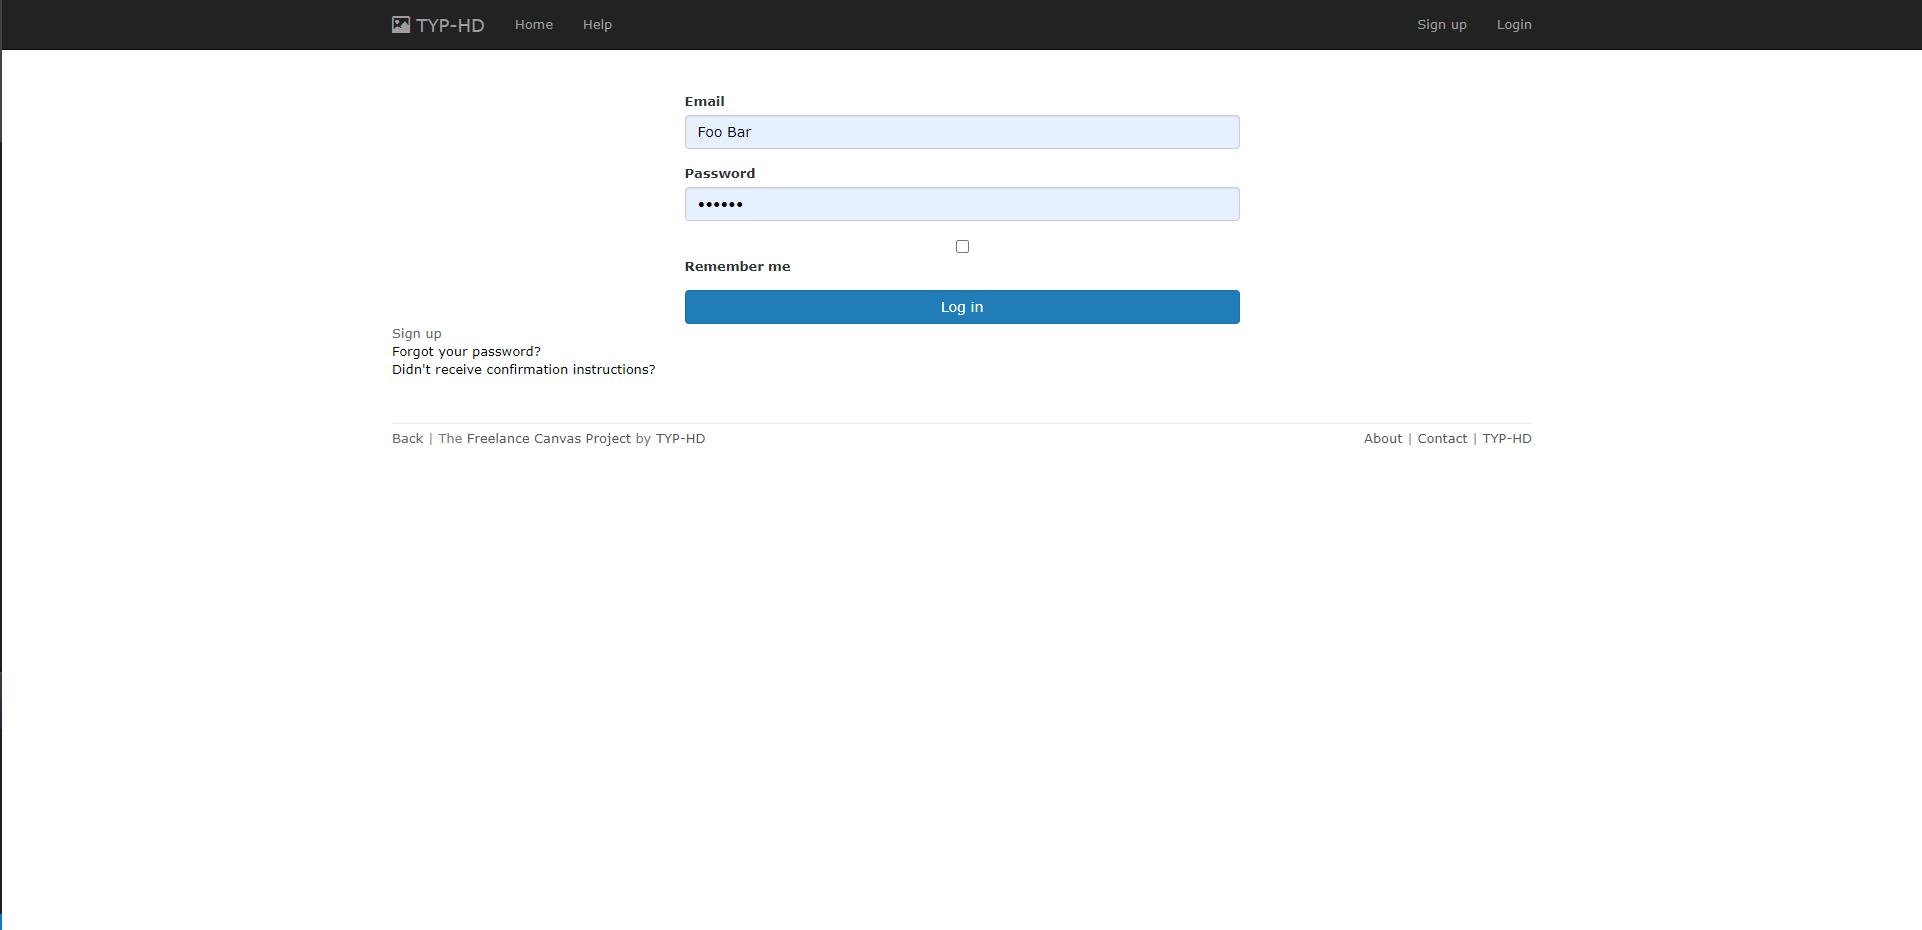 TYP-HD Home Help Sign up Login
Email
Foo Bar
Password
••••••
Remember me
Log in
Sign up
Forgot your password?
Didn't receive confirmation instructions?
Back | The Freelance Canvas Project by TYP-HD About | Contact | TYP-HD